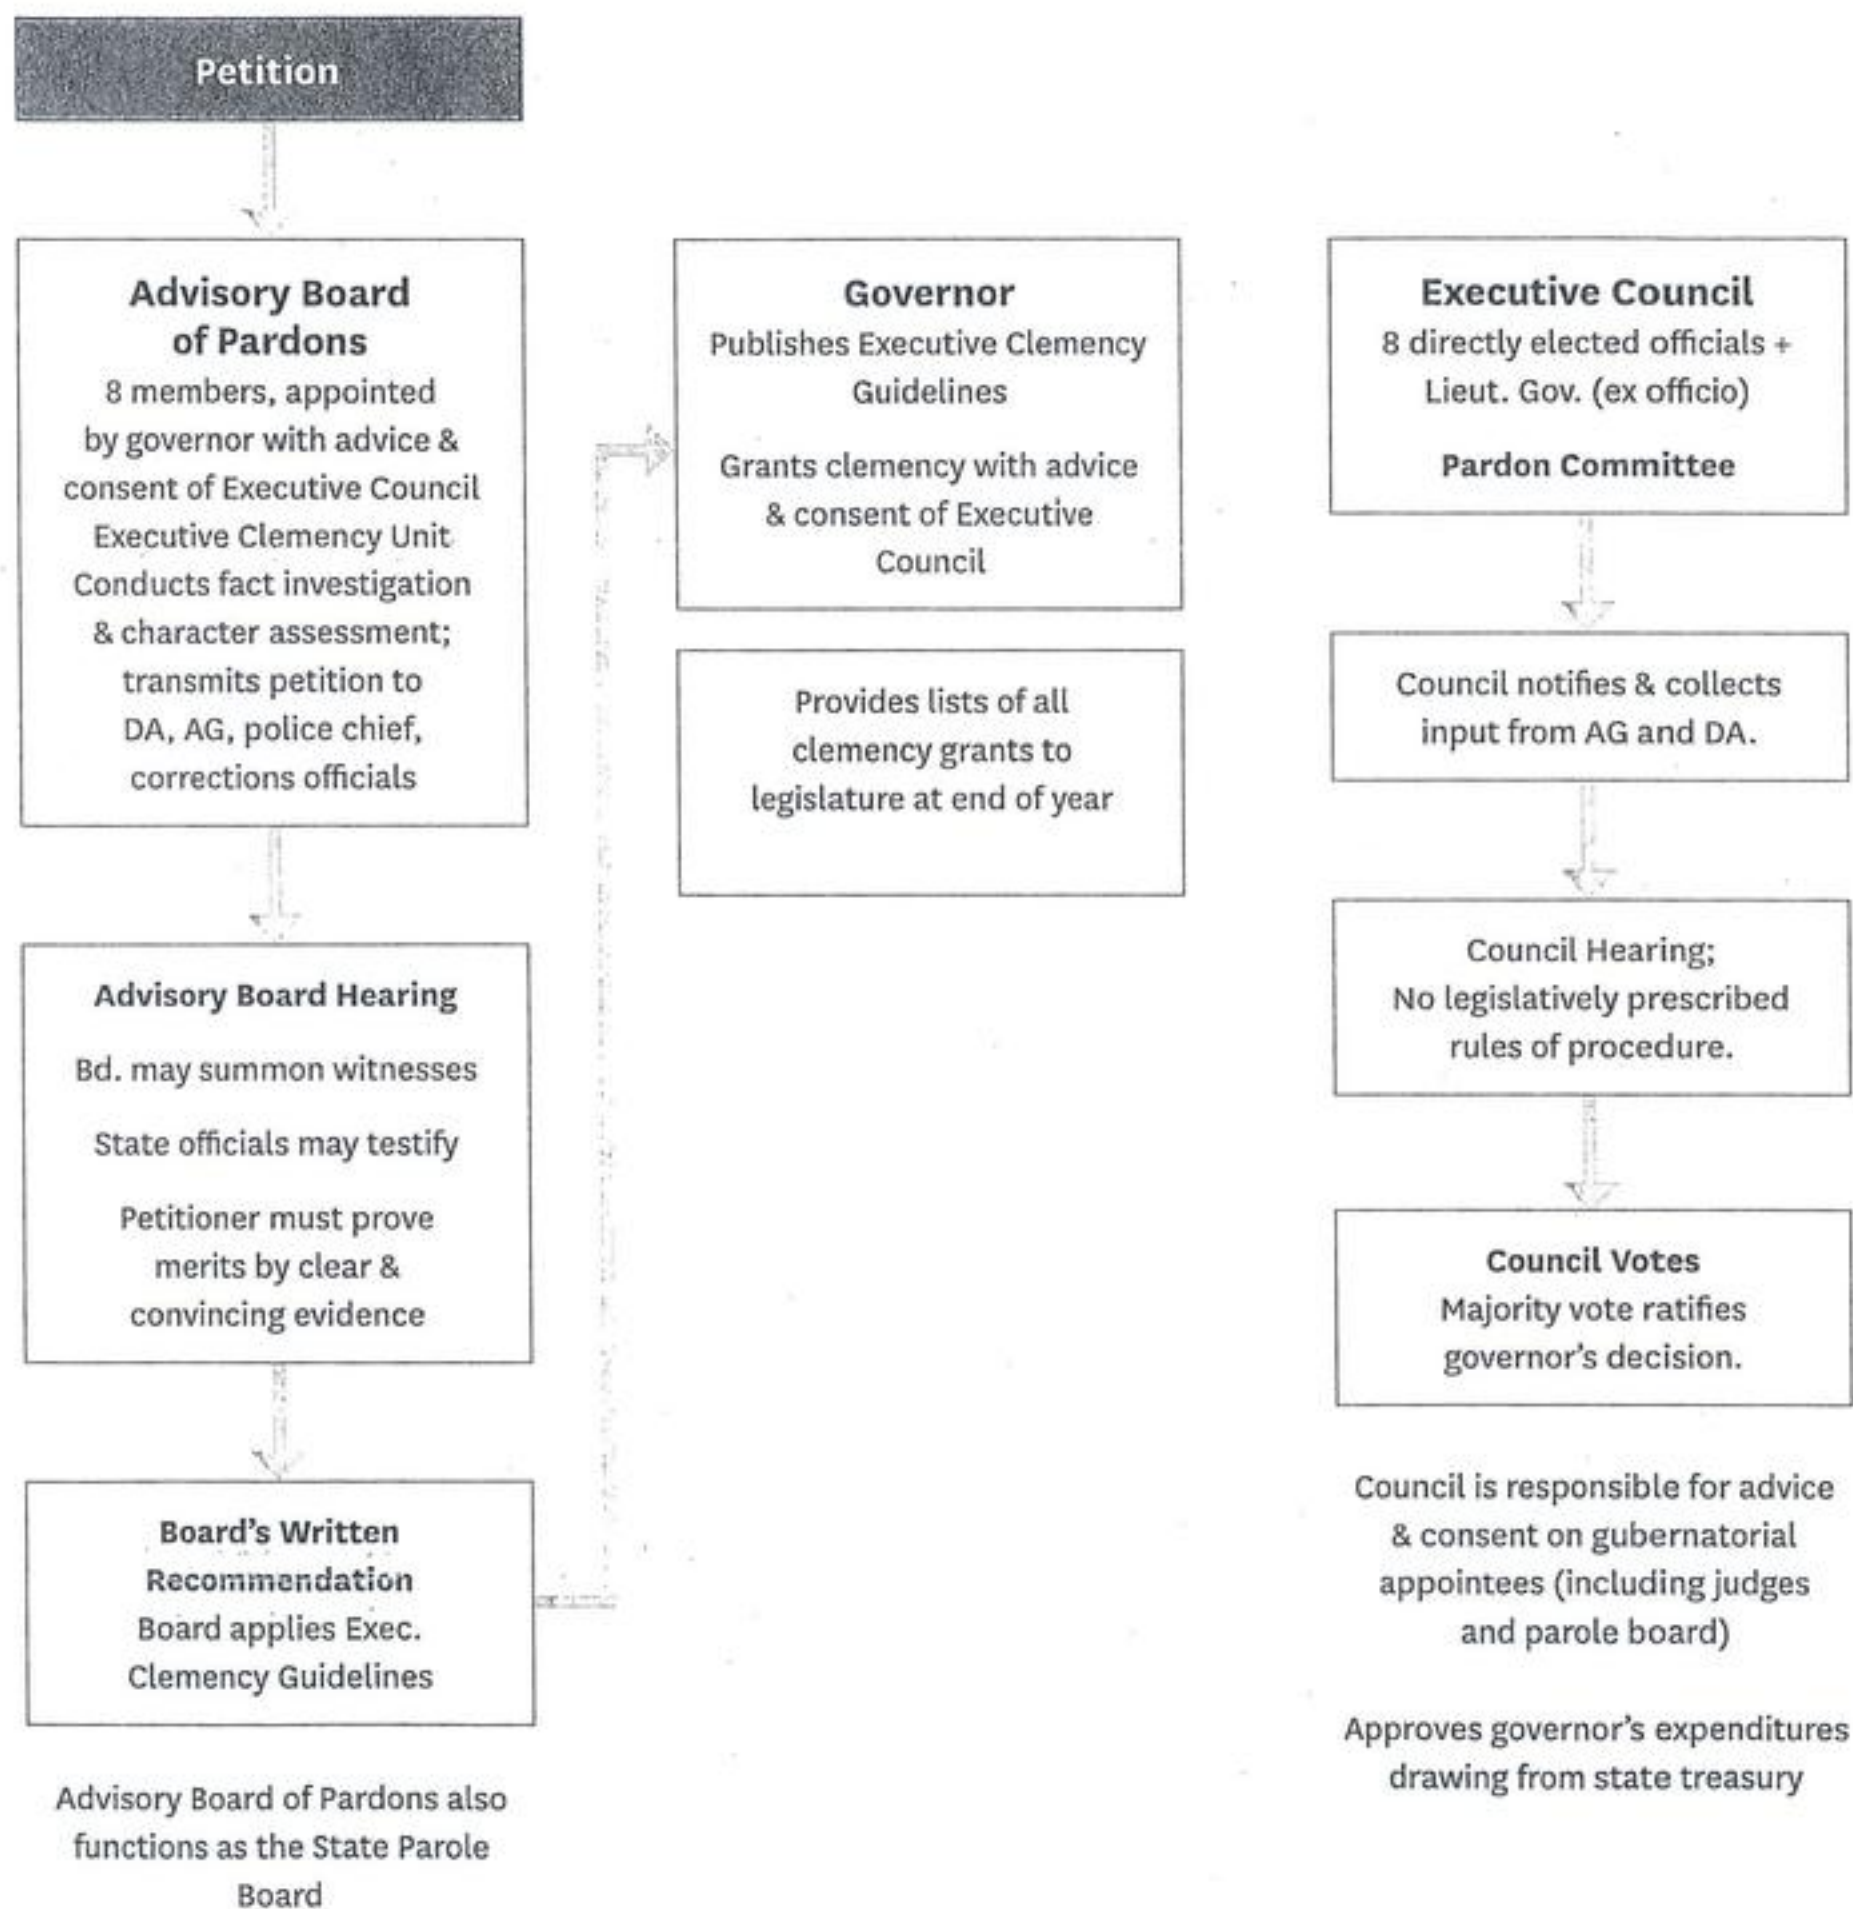 Petition
Advisory Board
of Pardons
8 members, appointed
by governor with advice &
consent of Executive Council
Executive Clemency Unit
Conducts fact investigation
& character assessment;
transmits petition to
DA, AG, police chief,
corrections officials
Advisory Board Hearing
Bd. may summon witnesses
State officials may testify
Petitioner must prove
merits by clear &
convincing evidence
Board's Written
Recommendation
Board applies Exec.
Clemency Guidelines
Advisory Board of Pardons also
functions as the State Parole
Board
Governor
Publishes Executive Clemency
Guidelines
Grants clemency with advice
& consent of Executive
Council
Provides lists of all
clemency grants to
legislature at end of year
Executive Council
8 directly elected officials +
Lieut. Gov. (ex officio)
Pardon Committee
Council notifies & collects
input from AG and DA.
Council Hearing;
No legislatively prescribed
rules of procedure.
Council Votes
Majority vote ratifies
governor's decision.
Council is responsible for advice
& consent on gubernatorial
appointees (including judges
and parole board)
Approves governor's expenditures
drawing from state treasury